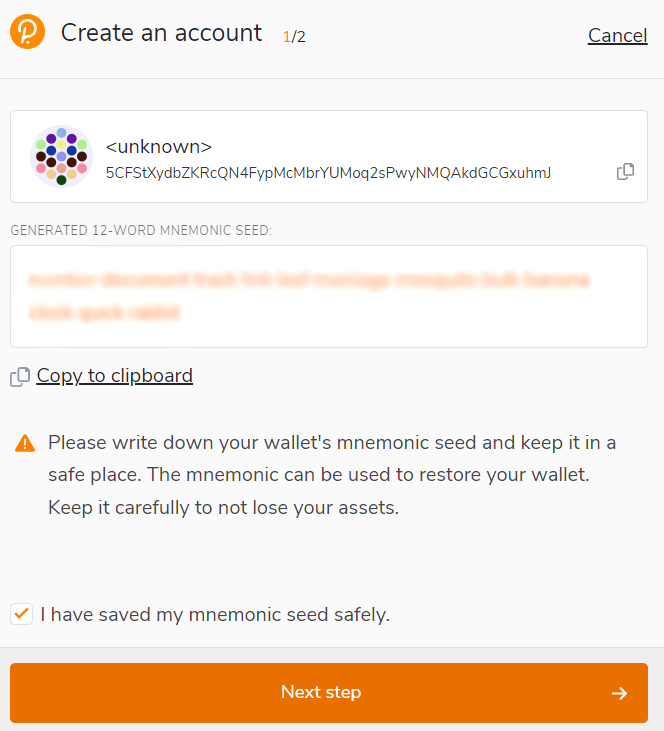 Create an account 1/2 Cancel
<unknown>
5CFStXydbZKRcQN4FypMcMbrYUMoq2sPwyNMQAkdGCGxuhmJ
GENERATED 12-WORD MNEMONIC SEED:
Copy to clipboard
Please write down your wallet's mnemonic seed and keep it in a
safe place. The mnemonic can be used to restore your wallet.
Keep it carefully to not lose your assets.
I have saved my mnemonic seed safely.
Next step